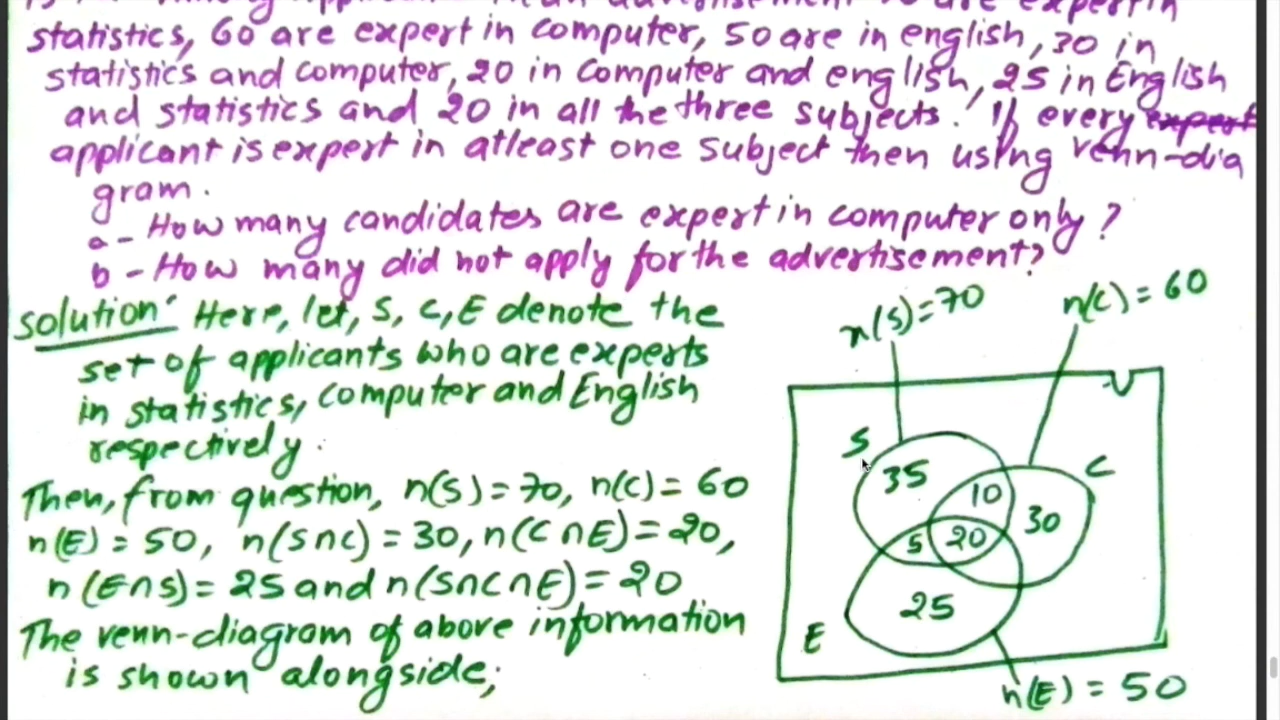 in
statistics, 60 are expert in computer, 50 are in english, 30 in
statistics and computer, 20 in computer and english, 25 in English
and statistics and 20 in all the three subjects. If every expert
applicant is expert in atleast one subject then using venn-dia
gram.
a - How many candidates are expert in computer only?
b - How many did not apply for the advertisement?
Solution: Here, let, S, C, E denote the
set of applicants who are experts
in statistics, computer and English
respectively.
Then, from question, n(S) = 70, n(C) = 60
n(E) = 50, n(S∩C) = 30, n(C∩E) = 20,
n(E∩S) = 25 and n(S∩C∩E) = 20
The venn-diagram of above information
is shown alongside;
n(S) = 70
n(C) = 60
U
S
C
35
10
30
5
20
25
E
n(E) = 50